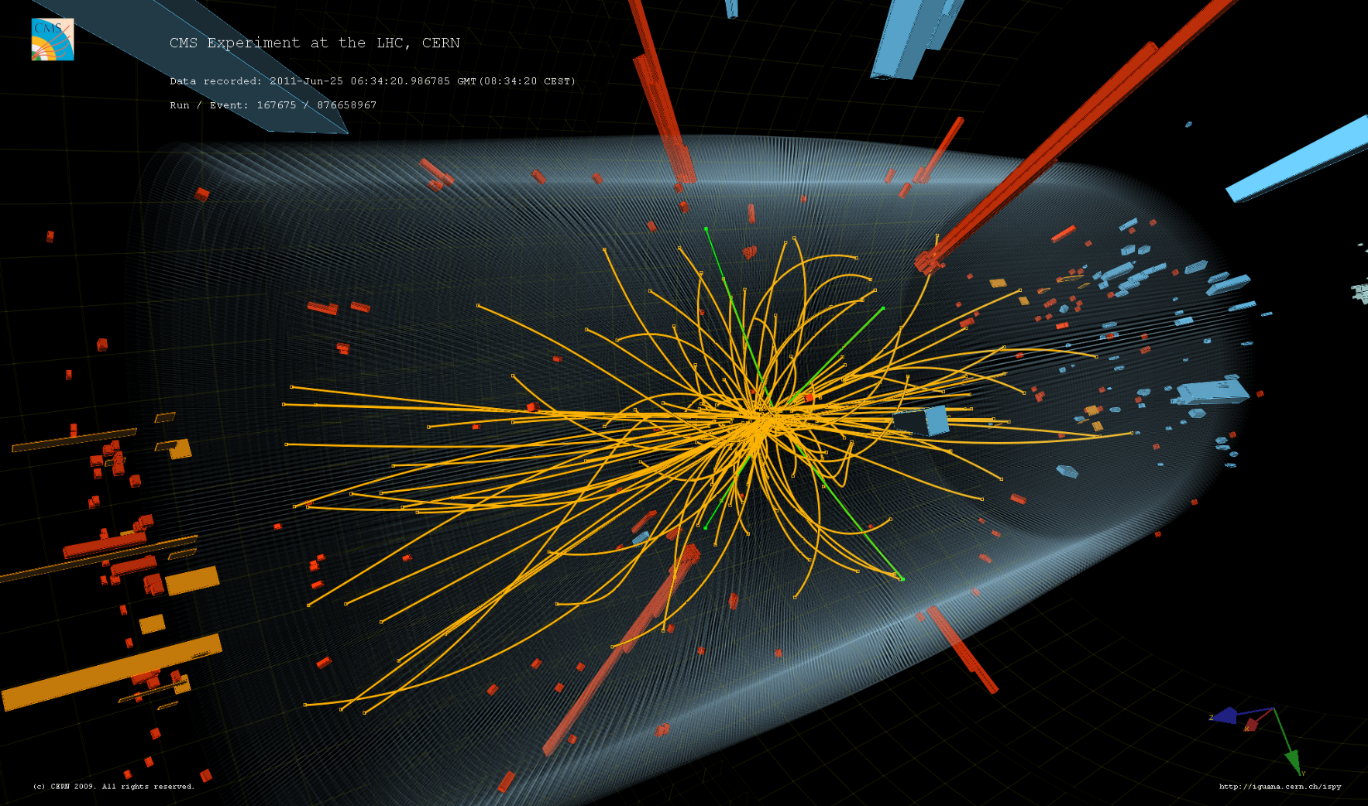 CMS
CMS Experiment at the LHC, CERN
Data recorded: 2011-Jun-25 06:34:20.986785 GMT(08:34:20 CEST)
Run / Event: 167675 / 876658967
Z
X
Y
(c) CERN 2009. All rights reserved.
http://iguana.cern.ch/ispy